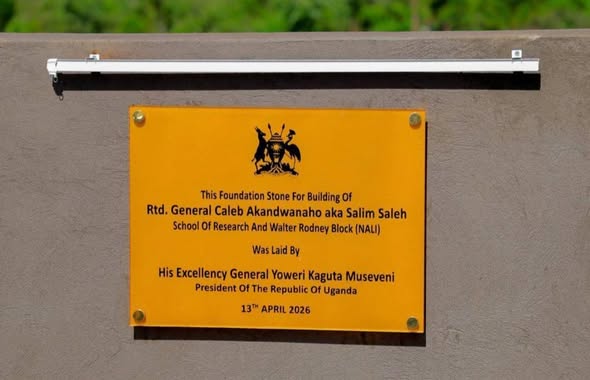 This Foundation Stone For Building Of
Rtd. General Caleb Akandwanaho aka Salim Saleh
School Of Research And Walter Rodney Block (NALI)
Was Laid By
His Excellency General Yoweri Kaguta Museveni
President Of The Republic Of Uganda
13TH APRIL 2026